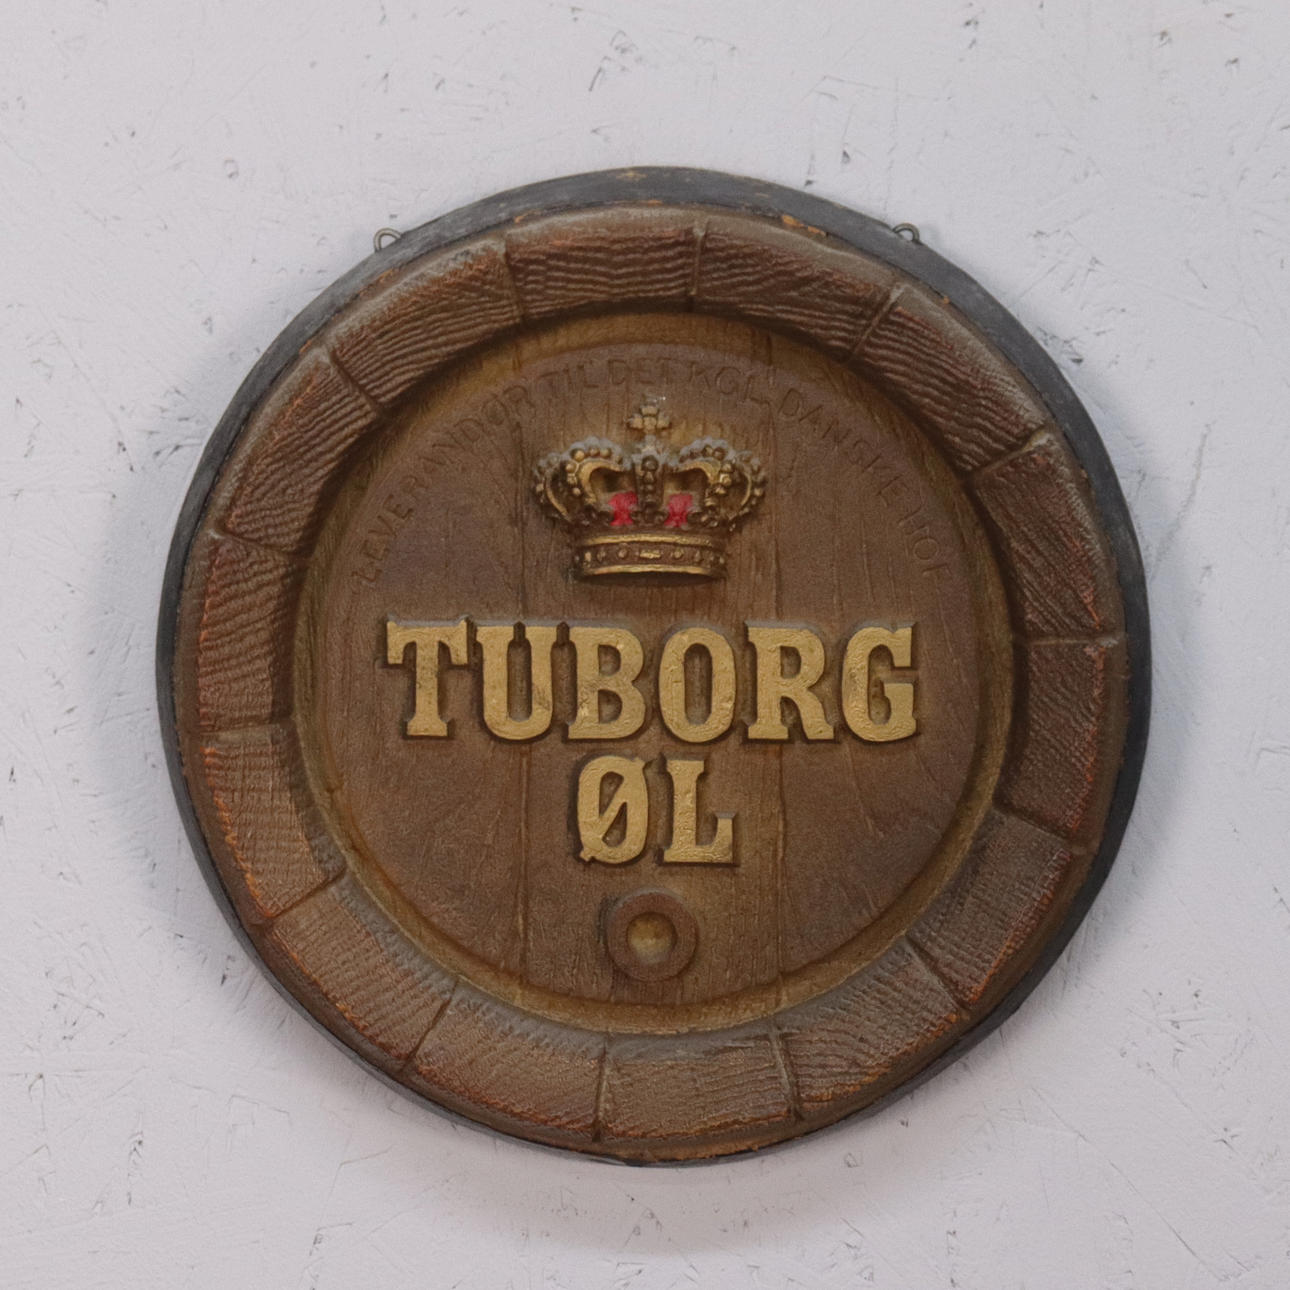 LEVERANDØR TIL DET KGL. DANSKE HOF
TUBORG
ØL